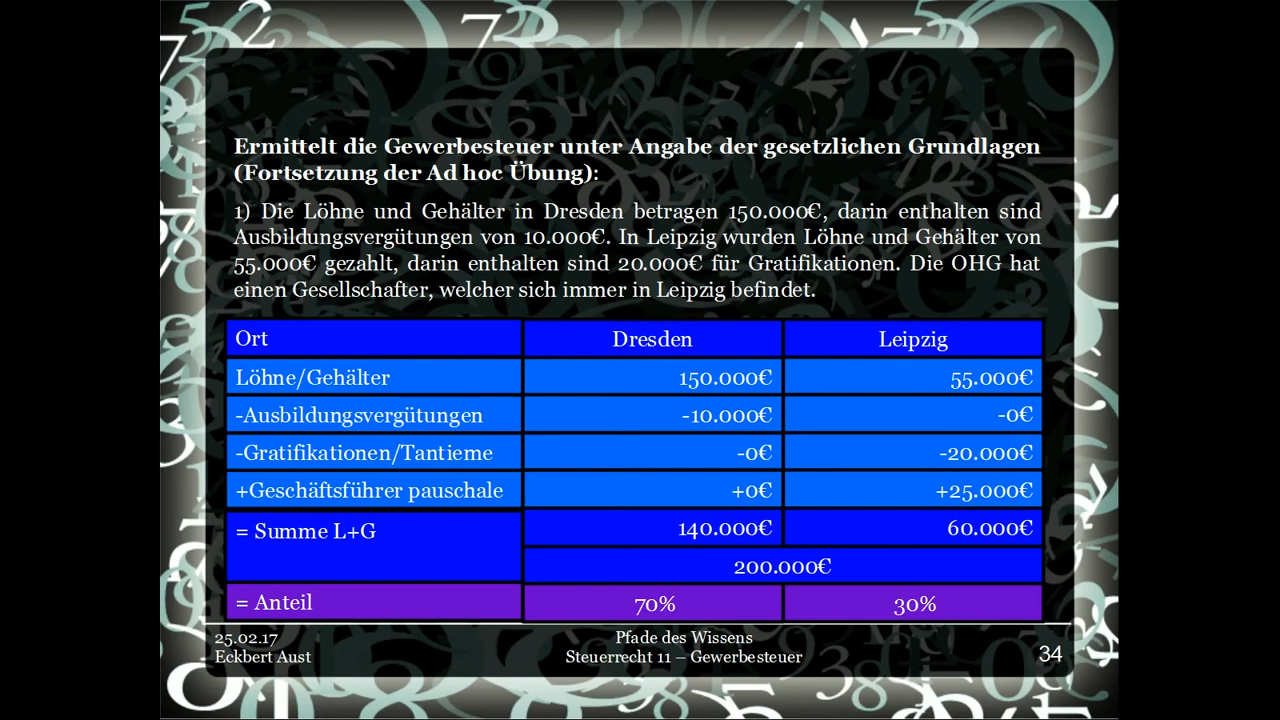 Ermittelt die Gewerbesteuer unter Angabe der gesetzlichen Grundlagen
(Fortsetzung der Ad hoc Übung):
1) Die Löhne und Gehälter in Dresden betragen 150.000€, darin enthalten sind
Ausbildungsvergütungen von 10.000€. In Leipzig wurden Löhne und Gehälter von
55.000€ gezahlt, darin enthalten sind 20.000€ für Gratifikationen. Die OHG hat
einen Gesellschafter, welcher sich immer in Leipzig befindet.
Ort Dresden Leipzig
Löhne/Gehälter 150.000€ 55.000€
-Ausbildungsvergütungen -10.000€ -0€
-Gratifikationen/Tantieme -0€ -20.000€
+Geschäftsführer pauschale +0€ +25.000€
= Summe L+G 140.000€ 60.000€
200.000€
= Anteil 70% 30%
25.02.17 Pfade des Wissens
Eckbert Aust Steuerrecht 11 – Gewerbesteuer 34